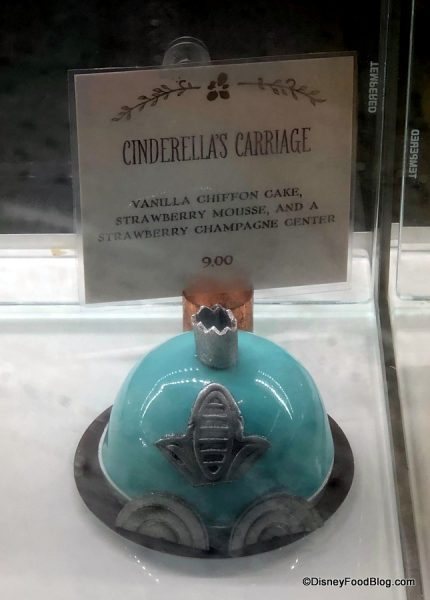 CINDERELLA'S CARRIAGE
VANILLA CHIFFON CAKE,
STRAWBERRY MOUSSE, AND A
STRAWBERRY CHAMPAGNE CENTER
9.00
TEMPERED
TEMPERED
©DisneyFoodBlog.com